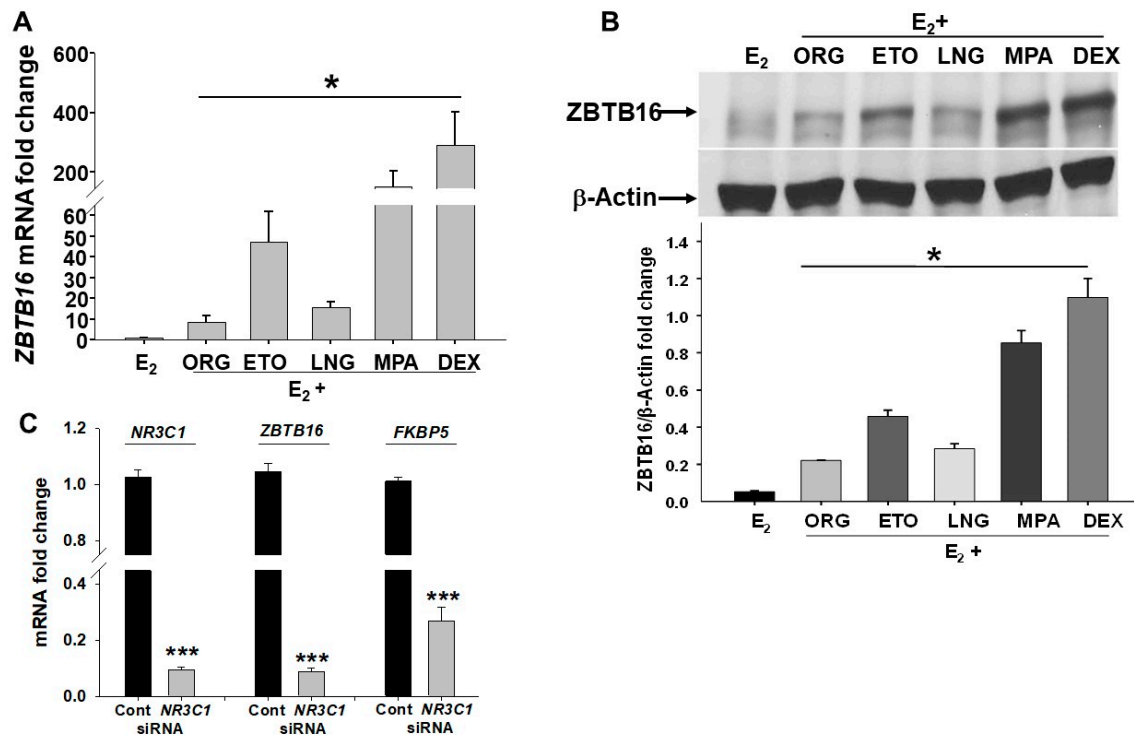 A
ZBTB16 mRNA fold change
600
400
200
60
50
40
30
20
10
0
*
E₂ ORG ETO LNG MPA DEX
E₂ +
B
E₂+
E₂ ORG ETO LNG MPA DEX
ZBTB16
β-Actin
ZBTB16/β-Actin fold change
1.4
1.2
1.0
0.8
0.6
0.4
0.2
0.0
*
E₂ ORG ETO LNG MPA DEX
E₂ +
C
mRNA fold change
1.2
1.0
0.8
0.4
0.2
0.0
NR3C1 ZBTB16 FKBP5
*** *** ***
Cont NR3C1 Cont NR3C1 Cont NR3C1
siRNA siRNA siRNA